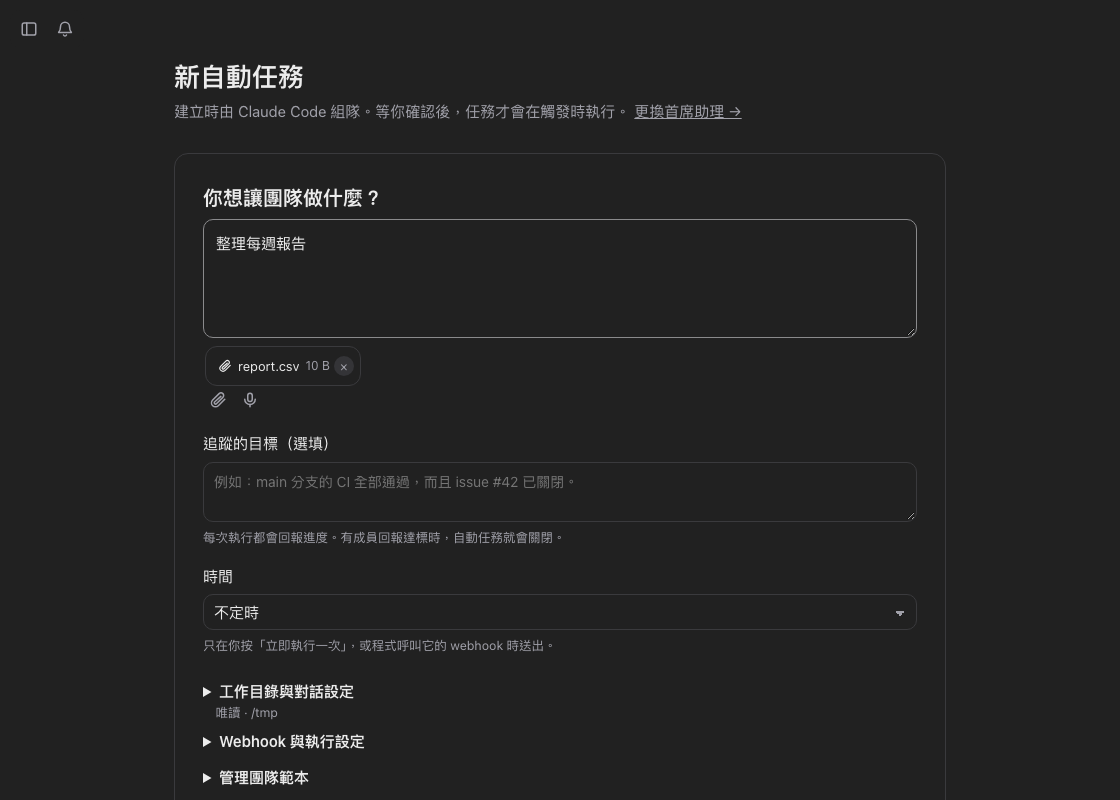 新自動任務
建立時由 Claude Code 組隊。等你確認後，任務才會在觸發時執行。 更換首席助理 →
你想讓團隊做什麼？
整理每週報告
report.csv 10 B ×
追蹤的目標（選填）
例如：main 分支的 CI 全部通過，而且 issue #42 已關閉。
每次執行都會回報進度。有成員回報達標時，自動任務就會關閉。
時間
不定時
只在你按「立即執行一次」，或程式呼叫它的 webhook 時送出。
工作目錄與對話設定
唯讀 · /tmp
Webhook 與執行設定
管理團隊範本